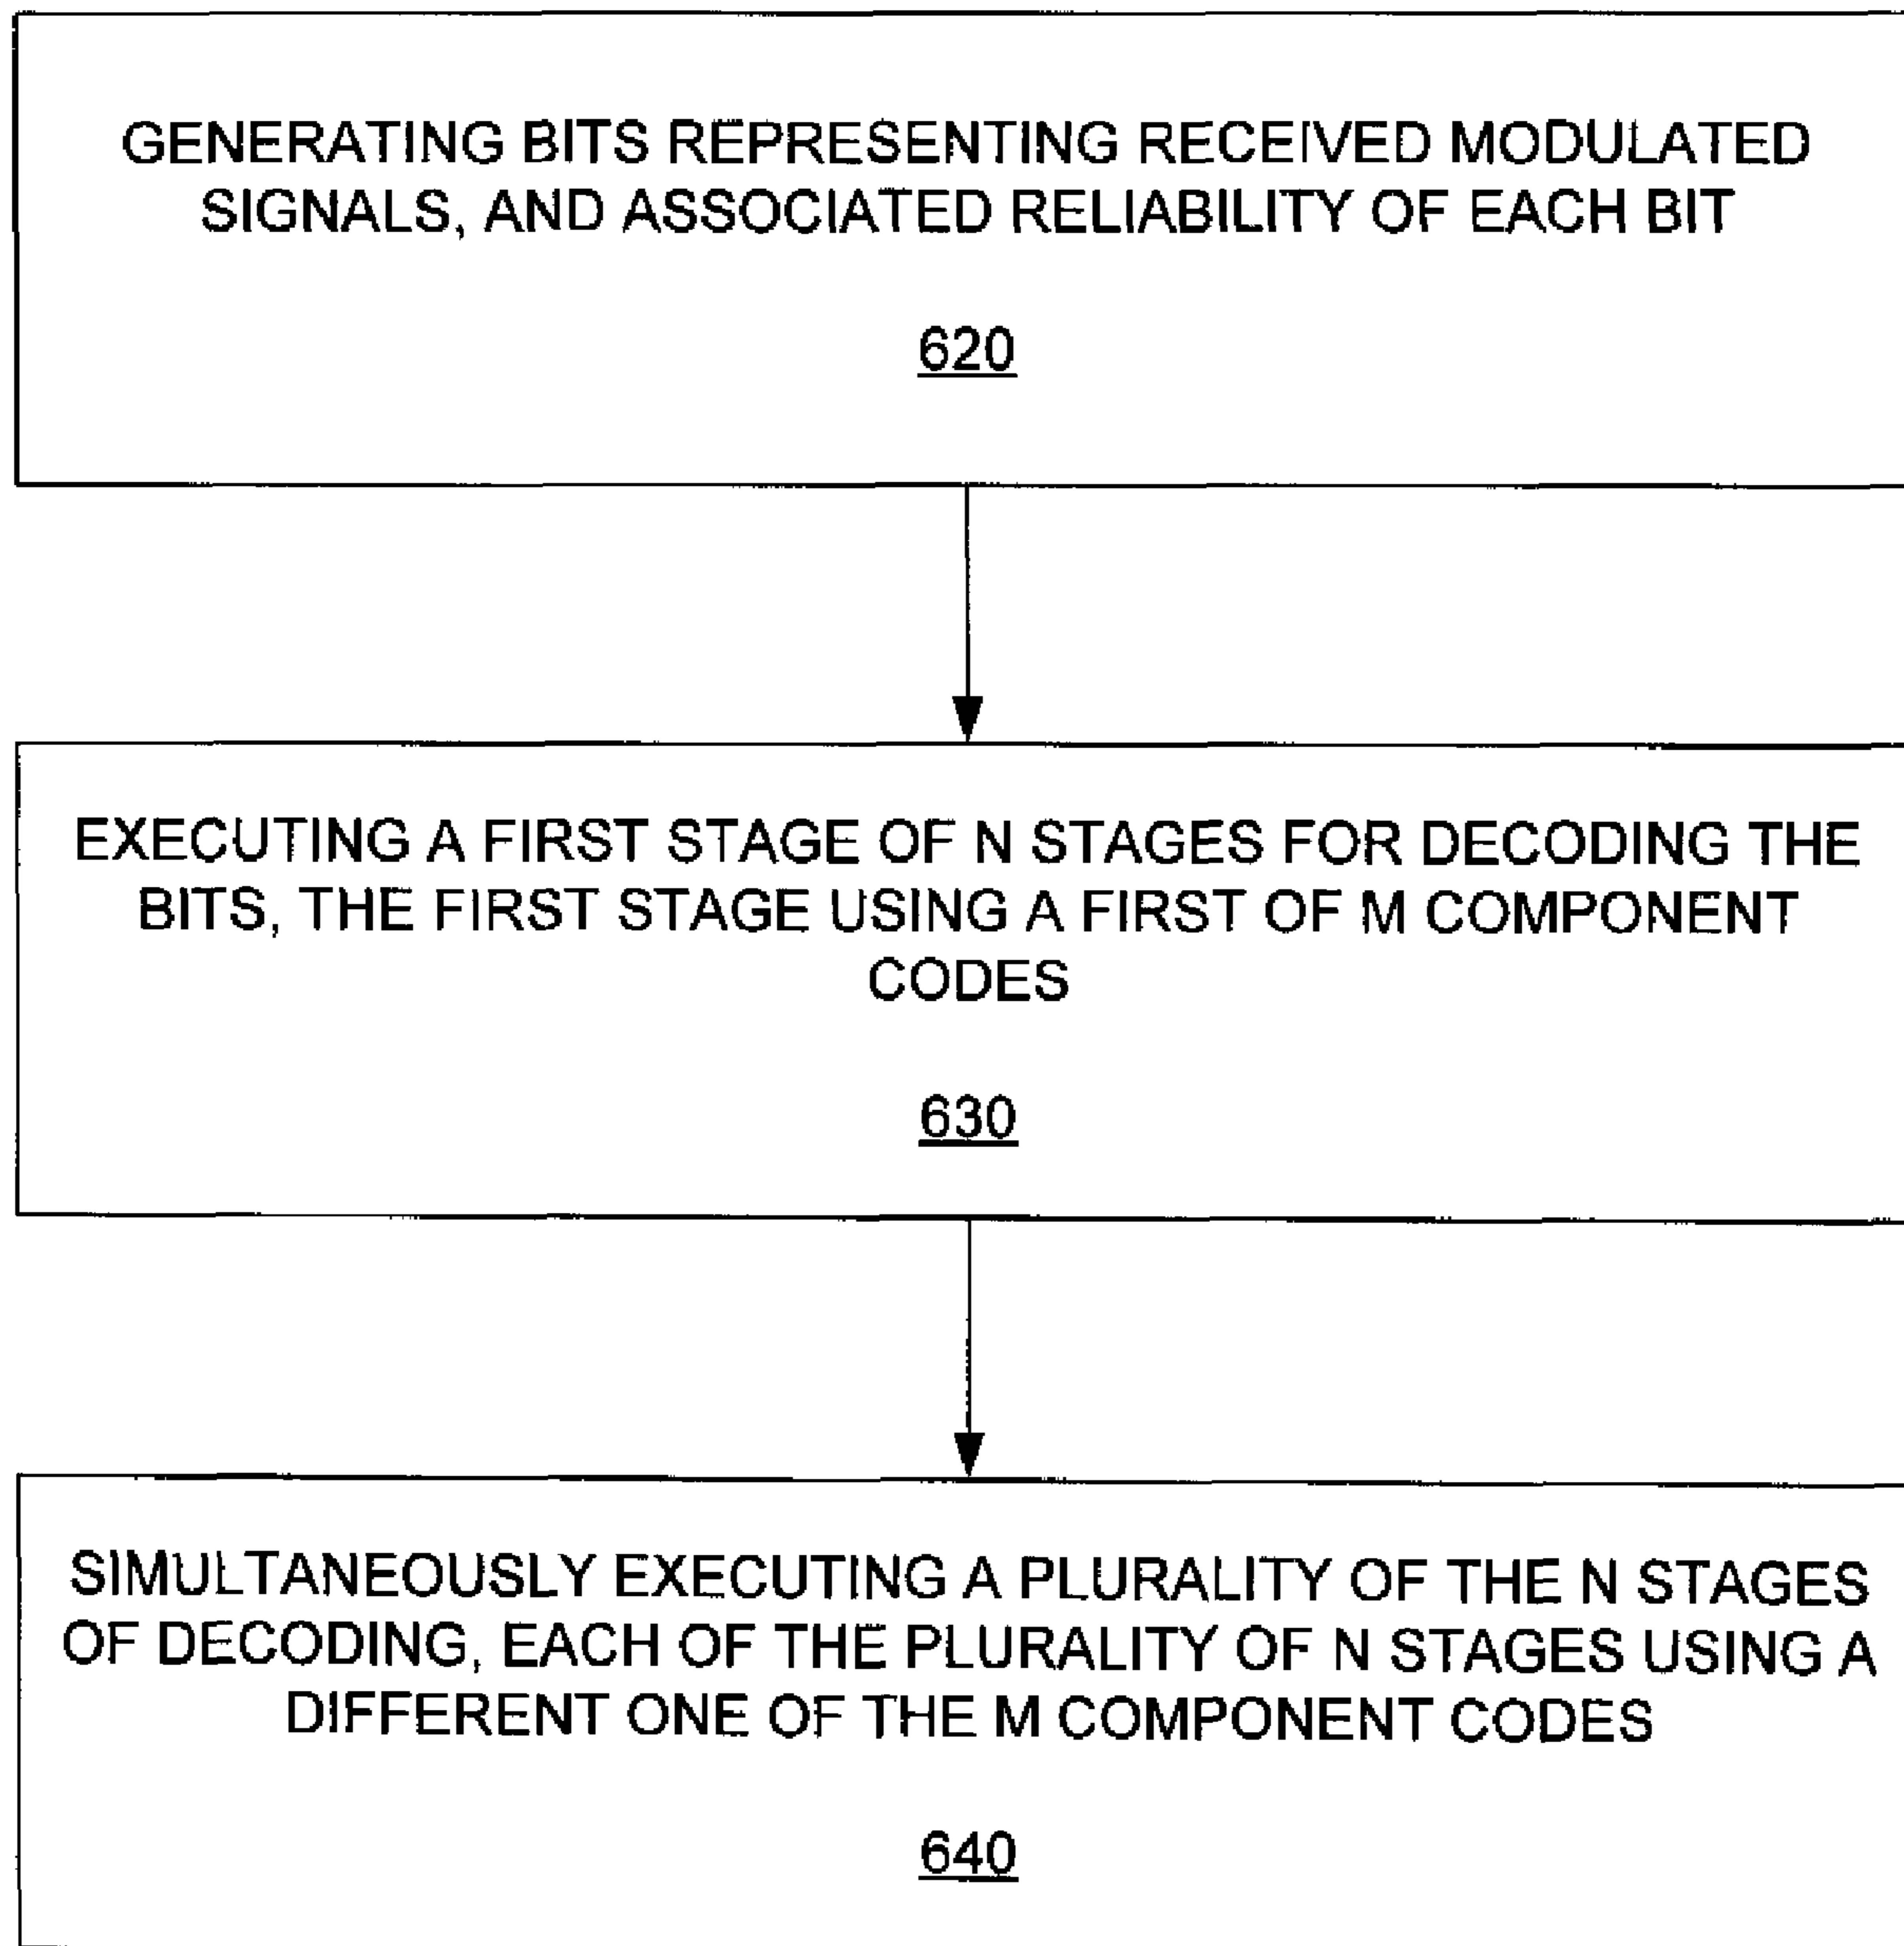 GENERATING BITS REPRESENTING RECEIVED MODULATED
SIGNALS, AND ASSOCIATED RELIABILITY OF EACH BIT
620
EXECUTING A FIRST STAGE OF N STAGES FOR DECODING THE
BITS, THE FIRST STAGE USING A FIRST OF M COMPONENT
CODES
630
SIMULTANEOUSLY EXECUTING A PLURALITY OF THE N STAGES
OF DECODING, EACH OF THE PLURALITY OF N STAGES USING A
DIFFERENT ONE OF THE M COMPONENT CODES
640